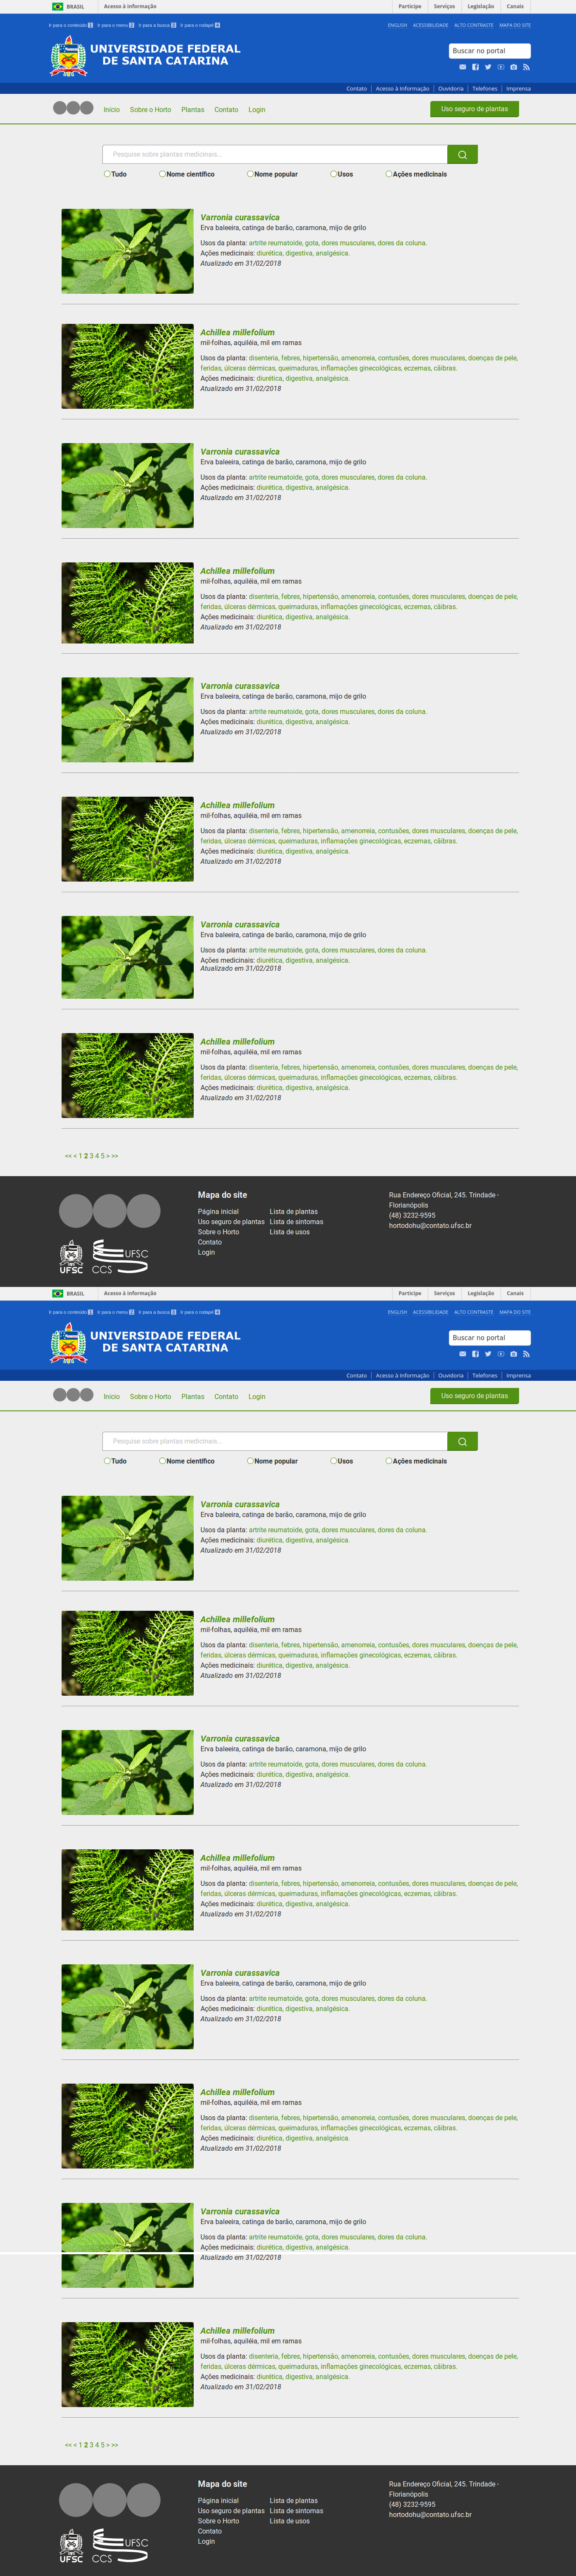 BRASIL Acesso à informação Participe Serviços Legislação Canais
Ir para o conteúdo 1 Ir para o menu 2 Ir para a busca 3 Ir para o rodapé 4 ENGLISH ACESSIBILIDADE ALTO CONTRASTE MAPA DO SITE
UNIVERSIDADE FEDERAL
DE SANTA CATARINA
Buscar no portal
Contato Acesso à Informação Ouvidoria Telefones Imprensa
Início Sobre o Horto Plantas Contato Login Uso seguro de plantas
Pesquise sobre plantas medicinais...
Tudo Nome científico Nome popular Usos Ações medicinais
Varronia curassavica
Erva baleeira, catinga de barão, caramona, mijo de grilo
Usos da planta: artrite reumatoide, gota, dores musculares, dores da coluna.
Ações medicinais: diurética, digestiva, analgésica.
Atualizado em 31/02/2018
Achillea millefolium
mil-folhas, aquiléia, mil em ramas
Usos da planta: disenteria, febres, hipertensão, amenorreia, contusões, dores musculares, doenças de pele,
feridas, úlceras dérmicas, queimaduras, inflamações ginecológicas, eczemas, cãibras.
Ações medicinais: diurética, digestiva, analgésica.
Atualizado em 31/02/2018
Varronia curassavica
Erva baleeira, catinga de barão, caramona, mijo de grilo
Usos da planta: artrite reumatoide, gota, dores musculares, dores da coluna.
Ações medicinais: diurética, digestiva, analgésica.
Atualizado em 31/02/2018
Achillea millefolium
mil-folhas, aquiléia, mil em ramas
Usos da planta: disenteria, febres, hipertensão, amenorreia, contusões, dores musculares, doenças de pele,
feridas, úlceras dérmicas, queimaduras, inflamações ginecológicas, eczemas, cãibras.
Ações medicinais: diurética, digestiva, analgésica.
Atualizado em 31/02/2018
Varronia curassavica
Erva baleeira, catinga de barão, caramona, mijo de grilo
Usos da planta: artrite reumatoide, gota, dores musculares, dores da coluna.
Ações medicinais: diurética, digestiva, analgésica.
Atualizado em 31/02/2018
Achillea millefolium
mil-folhas, aquiléia, mil em ramas
Usos da planta: disenteria, febres, hipertensão, amenorreia, contusões, dores musculares, doenças de pele,
feridas, úlceras dérmicas, queimaduras, inflamações ginecológicas, eczemas, cãibras.
Ações medicinais: diurética, digestiva, analgésica.
Atualizado em 31/02/2018
Varronia curassavica
Erva baleeira, catinga de barão, caramona, mijo de grilo
Usos da planta: artrite reumatoide, gota, dores musculares, dores da coluna.
Ações medicinais: diurética, digestiva, analgésica.
Atualizado em 31/02/2018
Achillea millefolium
mil-folhas, aquiléia, mil em ramas
Usos da planta: disenteria, febres, hipertensão, amenorreia, contusões, dores musculares, doenças de pele,
feridas, úlceras dérmicas, queimaduras, inflamações ginecológicas, eczemas, cãibras.
Ações medicinais: diurética, digestiva, analgésica.
Atualizado em 31/02/2018
<< < 1 2 3 4 5 > >>
Mapa do site
Página inicial Lista de plantas
Uso seguro de plantas Lista de sintomas
Sobre o Horto Lista de usos
Contato
Login
Rua Endereço Oficial, 245. Trindade -
Florianópolis
(48) 3232-9595
hortodohu@contato.ufsc.br
UFSC
UFSC
CCS
BRASIL Acesso à informação Participe Serviços Legislação Canais
Ir para o conteúdo 1 Ir para o menu 2 Ir para a busca 3 Ir para o rodapé 4 ENGLISH ACESSIBILIDADE ALTO CONTRASTE MAPA DO SITE
UNIVERSIDADE FEDERAL
DE SANTA CATARINA
Buscar no portal
Contato Acesso à Informação Ouvidoria Telefones Imprensa
Início Sobre o Horto Plantas Contato Login Uso seguro de plantas
Pesquise sobre plantas medicinais...
Tudo Nome científico Nome popular Usos Ações medicinais
Varronia curassavica
Erva baleeira, catinga de barão, caramona, mijo de grilo
Usos da planta: artrite reumatoide, gota, dores musculares, dores da coluna.
Ações medicinais: diurética, digestiva, analgésica.
Atualizado em 31/02/2018
Achillea millefolium
mil-folhas, aquiléia, mil em ramas
Usos da planta: disenteria, febres, hipertensão, amenorreia, contusões, dores musculares, doenças de pele,
feridas, úlceras dérmicas, queimaduras, inflamações ginecológicas, eczemas, cãibras.
Ações medicinais: diurética, digestiva, analgésica.
Atualizado em 31/02/2018
Varronia curassavica
Erva baleeira, catinga de barão, caramona, mijo de grilo
Usos da planta: artrite reumatoide, gota, dores musculares, dores da coluna.
Ações medicinais: diurética, digestiva, analgésica.
Atualizado em 31/02/2018
Achillea millefolium
mil-folhas, aquiléia, mil em ramas
Usos da planta: disenteria, febres, hipertensão, amenorreia, contusões, dores musculares, doenças de pele,
feridas, úlceras dérmicas, queimaduras, inflamações ginecológicas, eczemas, cãibras.
Ações medicinais: diurética, digestiva, analgésica.
Atualizado em 31/02/2018
Varronia curassavica
Erva baleeira, catinga de barão, caramona, mijo de grilo
Usos da planta: artrite reumatoide, gota, dores musculares, dores da coluna.
Ações medicinais: diurética, digestiva, analgésica.
Atualizado em 31/02/2018
Achillea millefolium
mil-folhas, aquiléia, mil em ramas
Usos da planta: disenteria, febres, hipertensão, amenorreia, contusões, dores musculares, doenças de pele,
feridas, úlceras dérmicas, queimaduras, inflamações ginecológicas, eczemas, cãibras.
Ações medicinais: diurética, digestiva, analgésica.
Atualizado em 31/02/2018
Varronia curassavica
Erva baleeira, catinga de barão, caramona, mijo de grilo
Usos da planta: artrite reumatoide, gota, dores musculares, dores da coluna.
Ações medicinais: diurética, digestiva, analgésica.
Atualizado em 31/02/2018
Achillea millefolium
mil-folhas, aquiléia, mil em ramas
Usos da planta: disenteria, febres, hipertensão, amenorreia, contusões, dores musculares, doenças de pele,
feridas, úlceras dérmicas, queimaduras, inflamações ginecológicas, eczemas, cãibras.
Ações medicinais: diurética, digestiva, analgésica.
Atualizado em 31/02/2018
<< < 1 2 3 4 5 > >>
Mapa do site
Página inicial Lista de plantas
Uso seguro de plantas Lista de sintomas
Sobre o Horto Lista de usos
Contato
Login
Rua Endereço Oficial, 245. Trindade -
Florianópolis
(48) 3232-9595
hortodohu@contato.ufsc.br
UFSC
UFSC
CCS